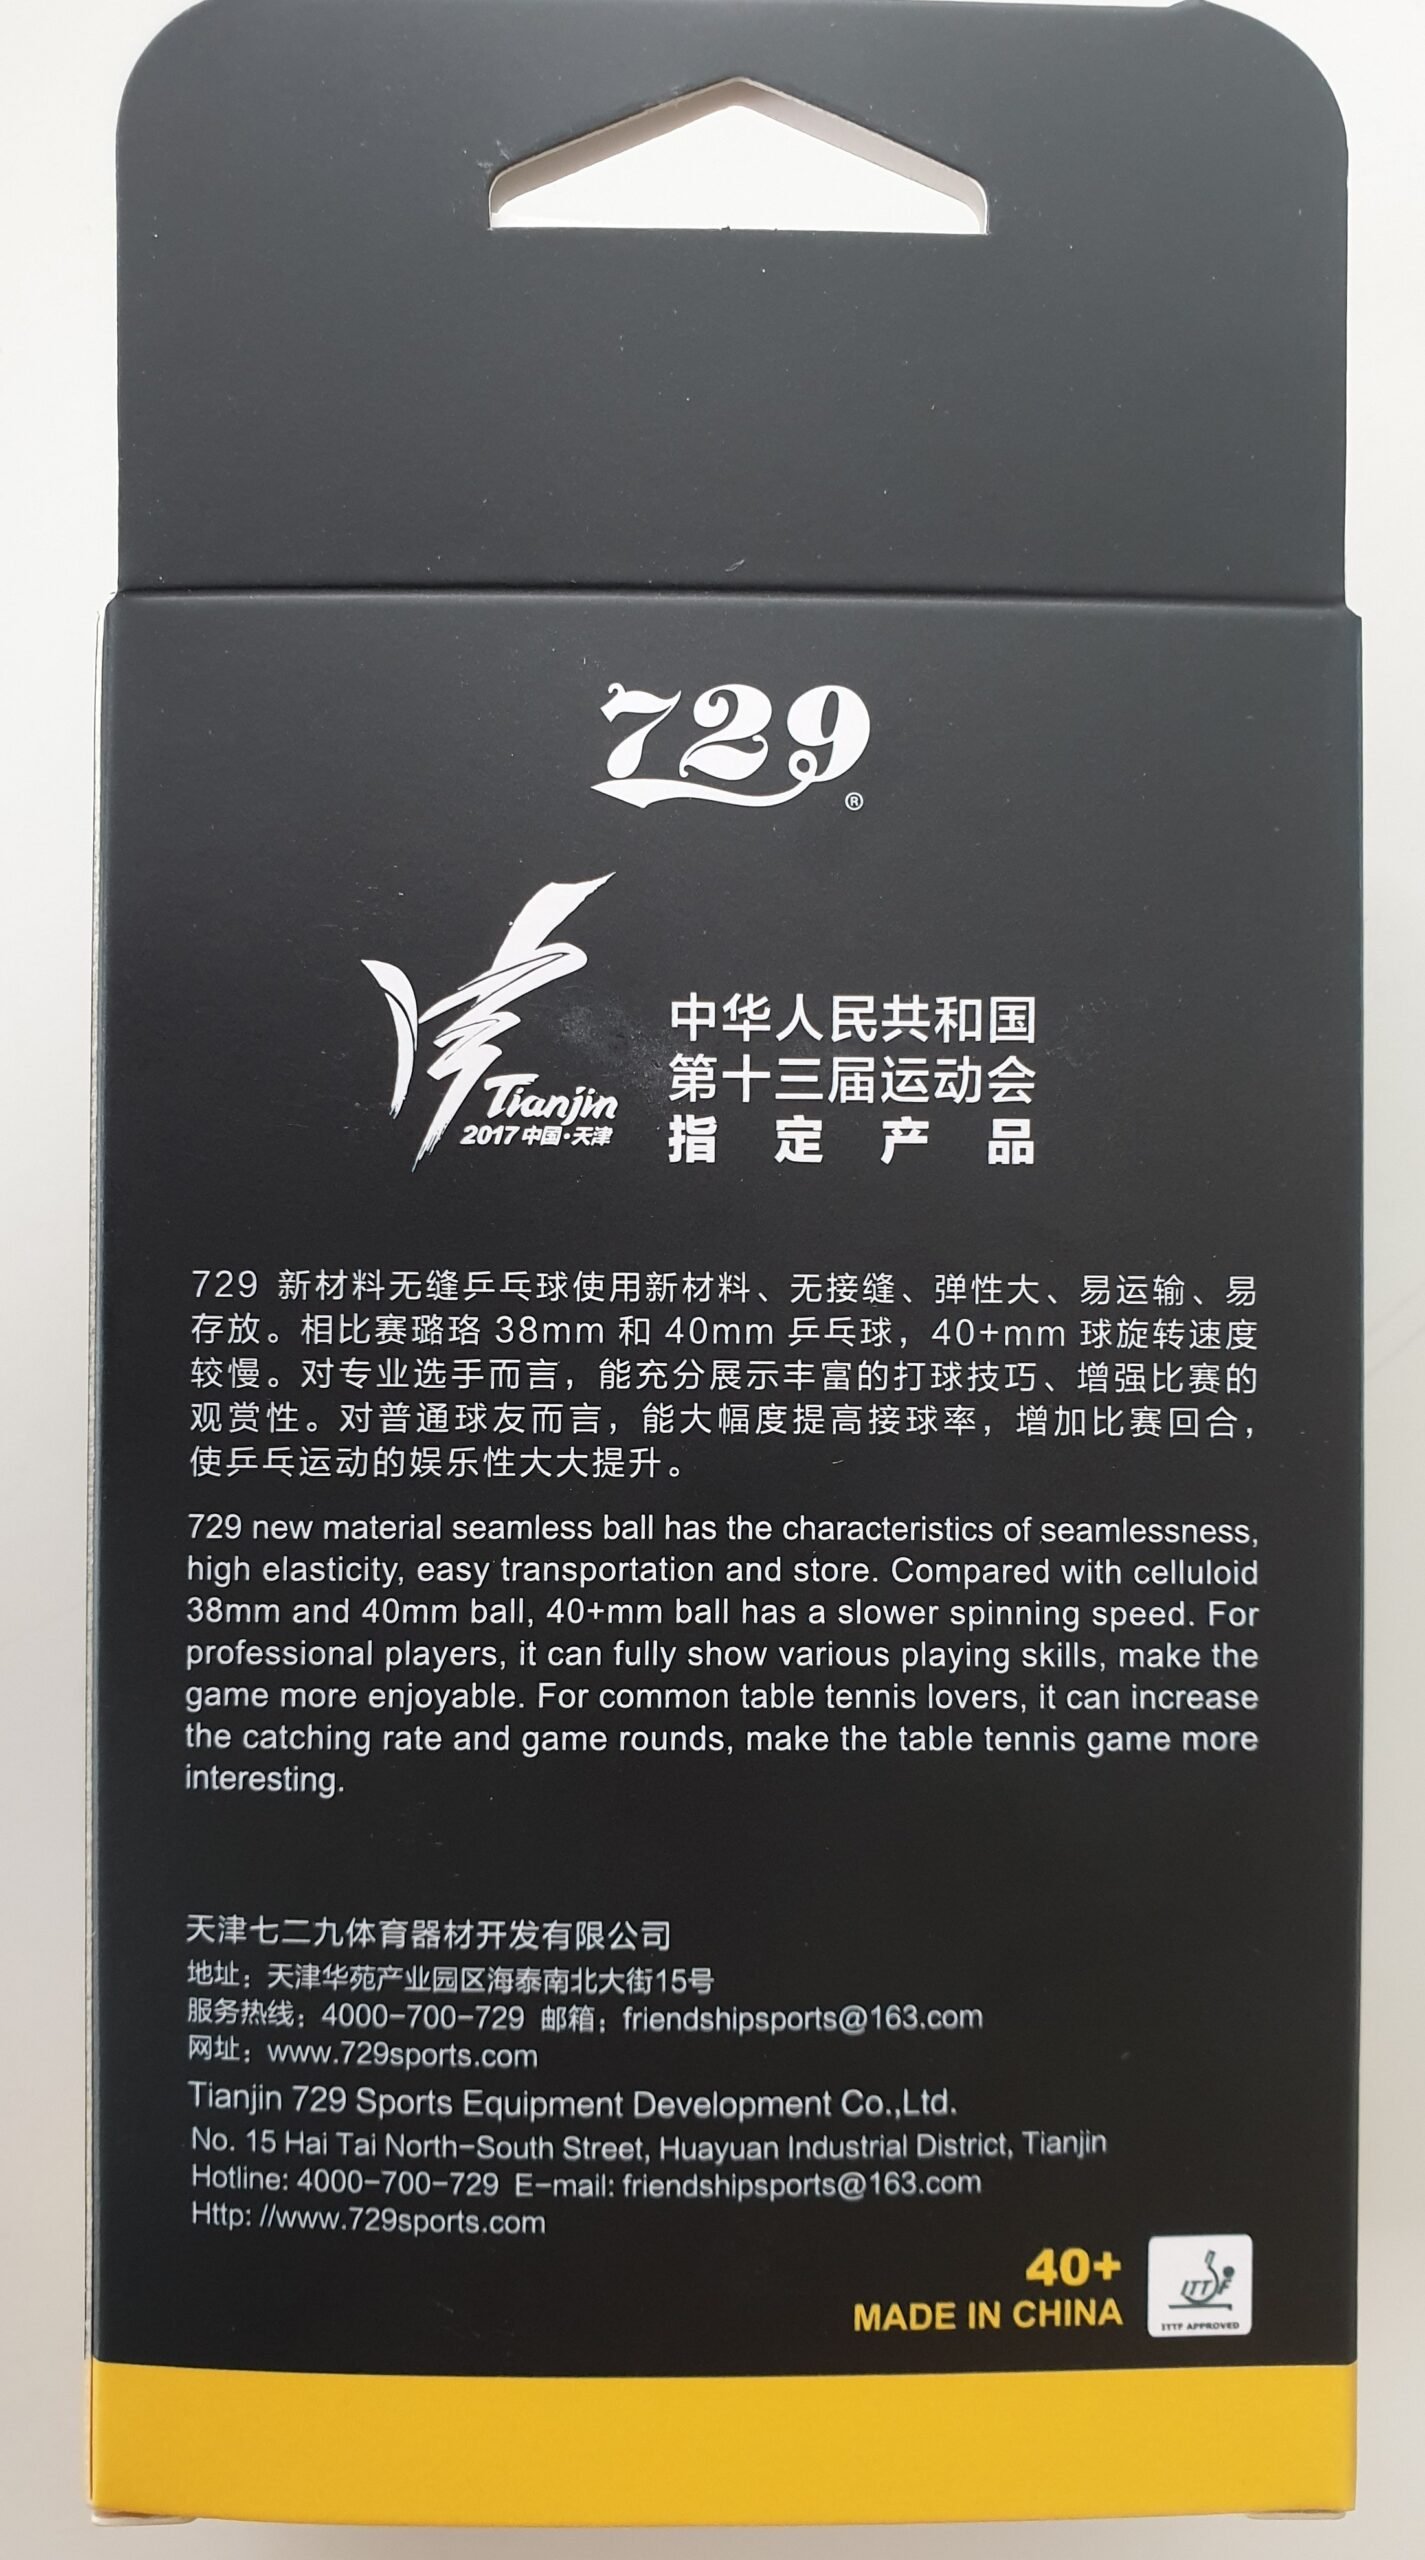 729
®
津
Tianjin
2017 中国·天津
中华人民共和国
第十三届运动会
指定产品
729 新材料无缝乒乓球使用新材料、无接缝、弹性大、易运输、易
存放。相比赛璐珞 38mm 和 40mm 乒乓球，40+mm 球旋转速度
较慢。对专业选手而言，能充分展示丰富的打球技巧、增强比赛的
观赏性。对普通球友而言，能大幅度提高接球率，增加比赛回合，
使乒乓运动的娱乐性大大提升。
729 new material seamless ball has the characteristics of seamlessness,
high elasticity, easy transportation and store. Compared with celluloid
38mm and 40mm ball, 40+mm ball has a slower spinning speed. For
professional players, it can fully show various playing skills, make the
game more enjoyable. For common table tennis lovers, it can increase
the catching rate and game rounds, make the table tennis game more
interesting.
天津七二九体育器材开发有限公司
地址：天津华苑产业园区海泰南北大街15号
服务热线：4000-700-729 邮箱：friendshipsports@163.com
网址：www.729sports.com
Tianjin 729 Sports Equipment Development Co.,Ltd.
No. 15 Hai Tai North-South Street, Huayuan Industrial District, Tianjin
Hotline: 4000-700-729 E-mail: friendshipsports@163.com
Http: //www.729sports.com
40+
MADE IN CHINA
ITTF
ITTF APPROVED